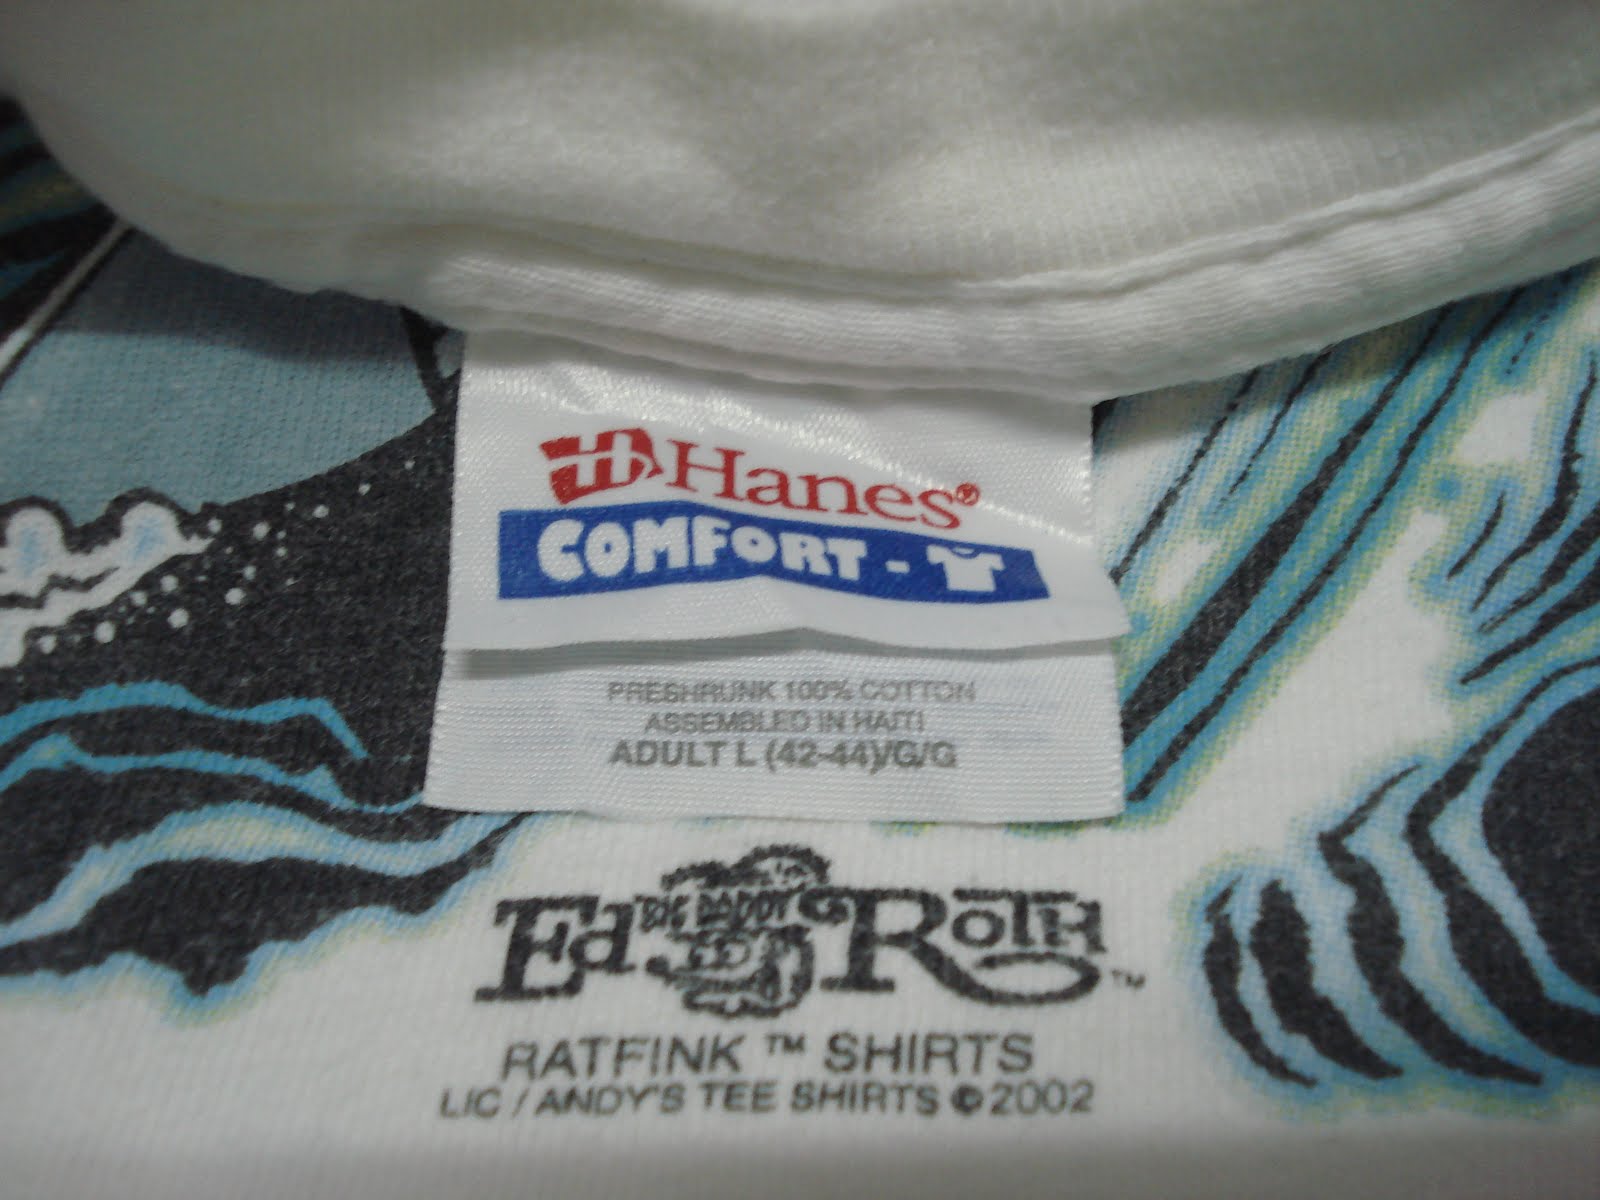 Hanes®
COMFORT -
PRESHRUNK 100% COTTON
ASSEMBLED IN HAITI
ADULT L (42-44)/G/G
Ed "BIG DADDY" Roth™
RATFINK ™ SHIRTS
LIC / ANDY'S TEE SHIRTS © 2002